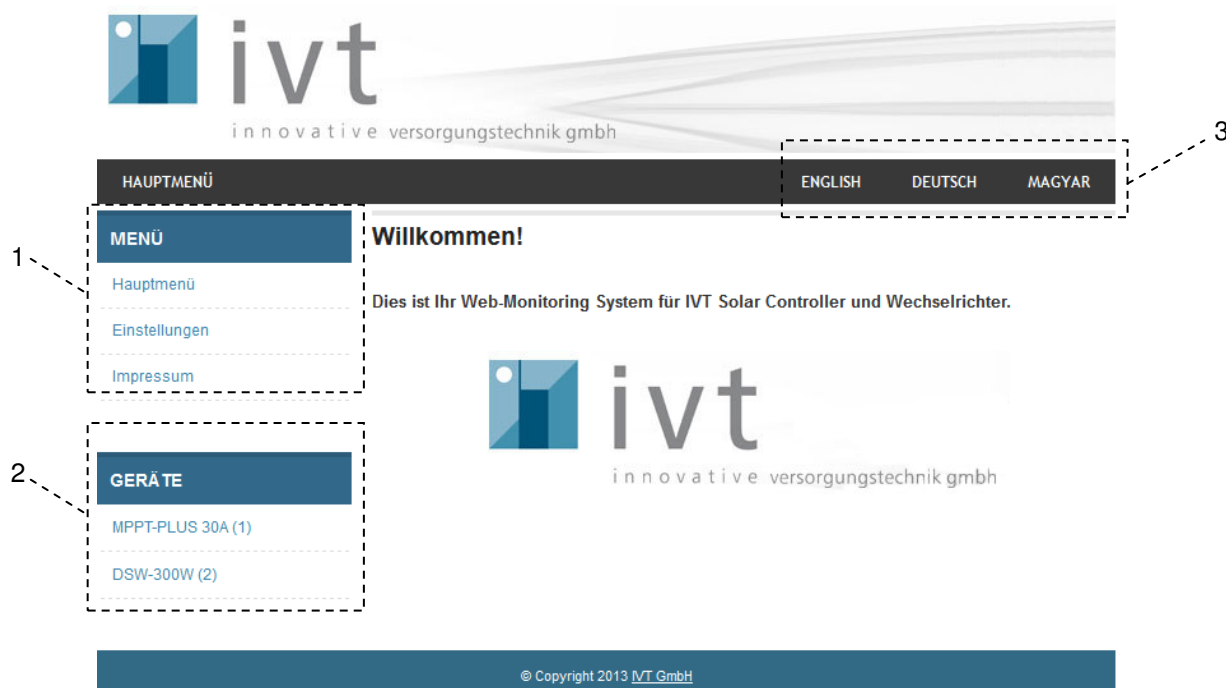 ivt
innovative versorgungstechnik gmbh
3
HAUPTMENÜ ENGLISH DEUTSCH MAGYAR
1
MENÜ
Hauptmenü
Einstellungen
Impressum
2
GERÄTE
MPPT-PLUS 30A (1)
DSW-300W (2)
Willkommen!
Dies ist Ihr Web-Monitoring System für IVT Solar Controller und Wechselrichter.
ivt
innovative versorgungstechnik gmbh
© Copyright 2013 IVT GmbH